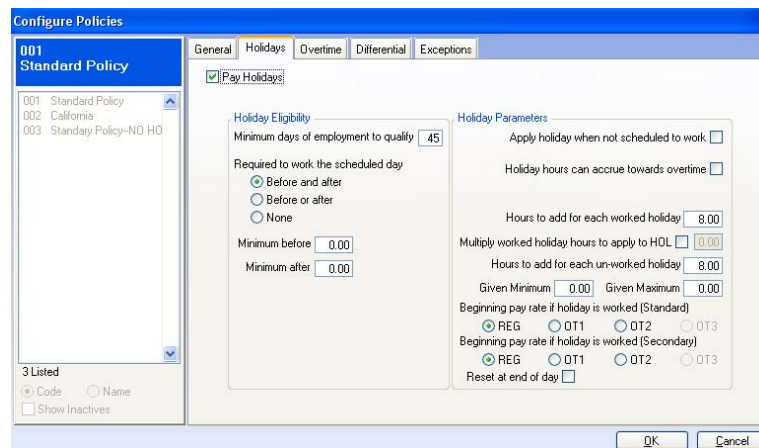 Configure Policies
001
Standard Policy
001 Standard Policy
002 California
003 Standary Policy--NO HO
3 Listed
Code Name
Show Inactives
General Holidays Overtime Differential Exceptions
Pay Holidays
Holiday Eligibility
Minimum days of employment to qualify 45
Required to work the scheduled day
Before and after
Before or after
None
Minimum before 0.00
Minimum after 0.00
Holiday Parameters
Apply holiday when not scheduled to work
Holiday hours can accrue towards overtime
Hours to add for each worked holiday 8.00
Multiply worked holiday hours to apply to HOL 0.00
Hours to add for each un-worked holiday 8.00
Given Minimum 0.00 Given Maximum 0.00
Beginning pay rate if holiday is worked (Standard)
REG OT1 OT2 OT3
Beginning pay rate if holiday is worked (Secondary)
REG OT1 OT2 OT3
Reset at end of day
OK Cancel